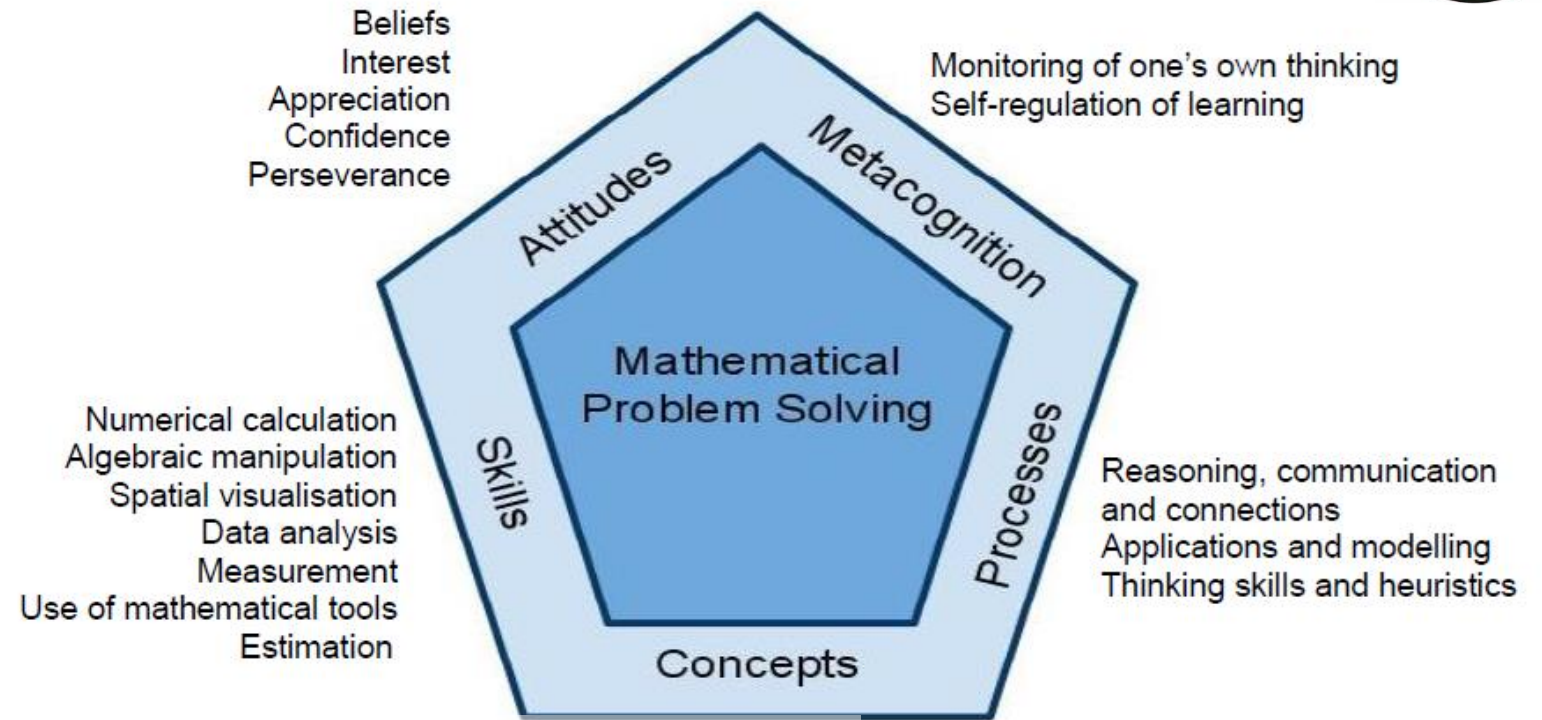 Beliefs
Interest
Appreciation
Confidence
Perseverance
Monitoring of one's own thinking
Self-regulation of learning
Attitudes
Metacognition
Mathematical
Problem Solving
Numerical calculation
Algebraic manipulation
Spatial visualisation
Data analysis
Measurement
Use of mathematical tools
Estimation
Skills
Processes
Reasoning, communication
and connections
Applications and modelling
Thinking skills and heuristics
Concepts